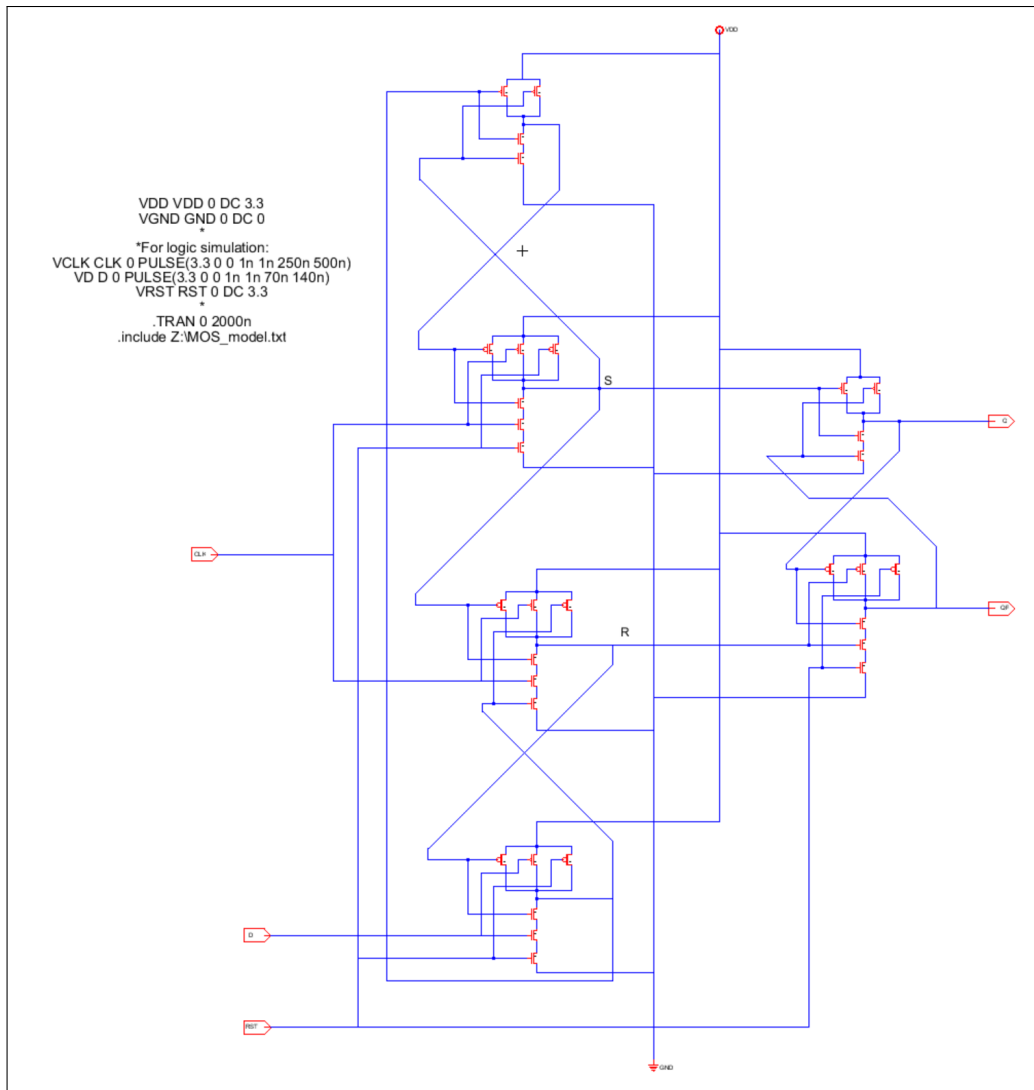 VDD
VDD VDD 0 DC 3.3
VGND GND 0 DC 0
*
*For logic simulation:
VCLK CLK 0 PULSE(3.3 0 0 1n 1n 250n 500n)
VD D 0 PULSE(3.3 0 0 1n 1n 70n 140n)
VRST RST 0 DC 3.3
*
.TRAN 0 2000n
.include Z:\MOS_model.txt
S
Q
CLK
QF
R
D
RST
GND